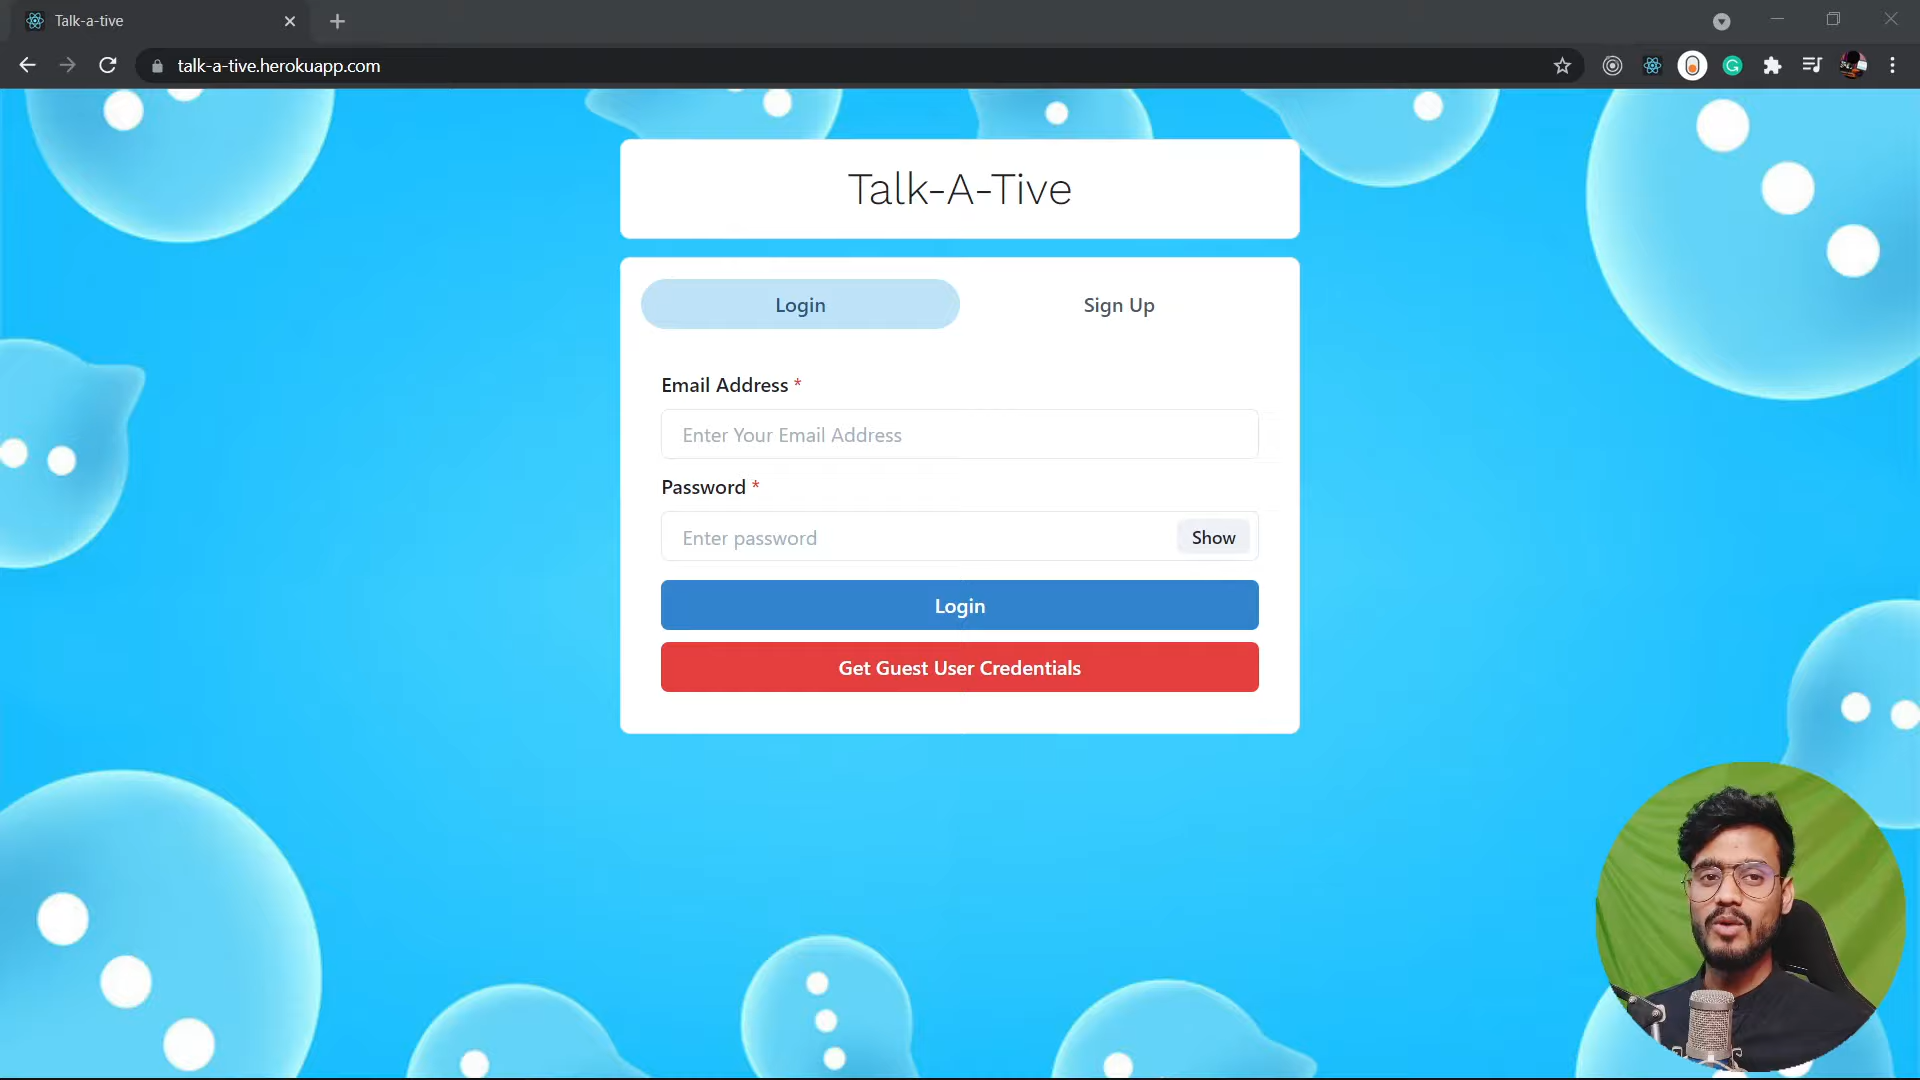 Talk-a-tive
talk-a-tive.herokuapp.com
Talk-A-Tive
Login
Sign Up
Email Address *
Enter Your Email Address
Password *
Enter password
Show
Login
Get Guest User Credentials